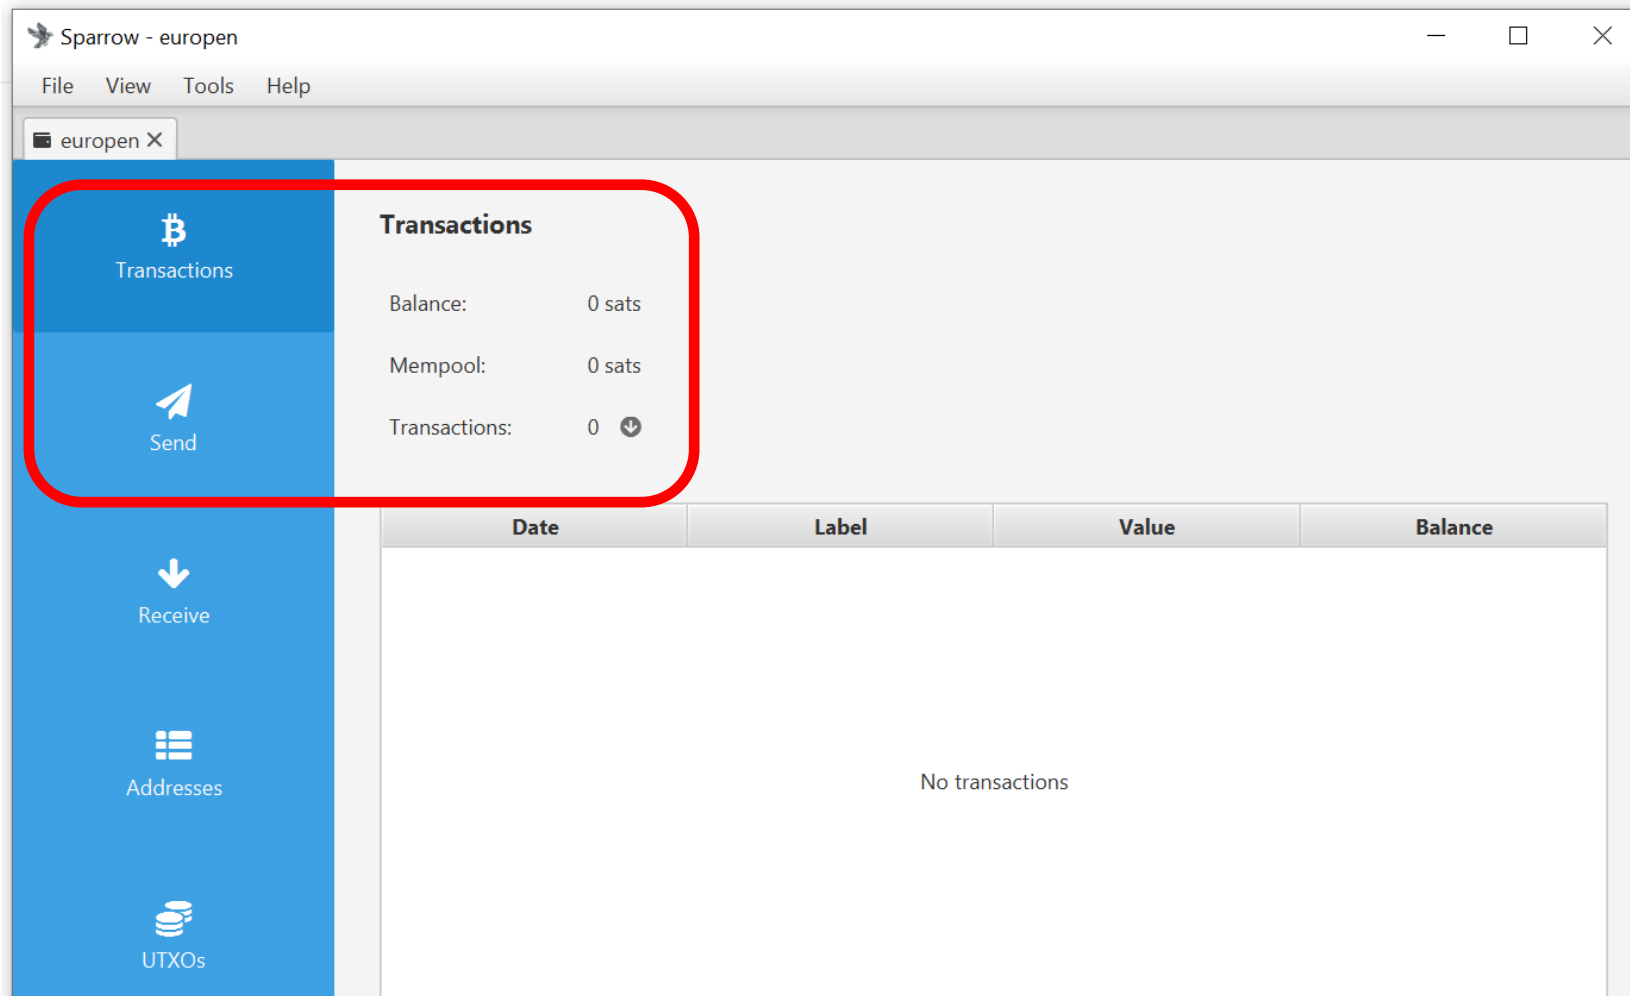 Sparrow - europen
File View Tools Help
europen
Transactions
Send
Receive
Addresses
UTXOs
Transactions
Balance: 0 sats
Mempool: 0 sats
Transactions: 0
Date Label Value Balance
No transactions